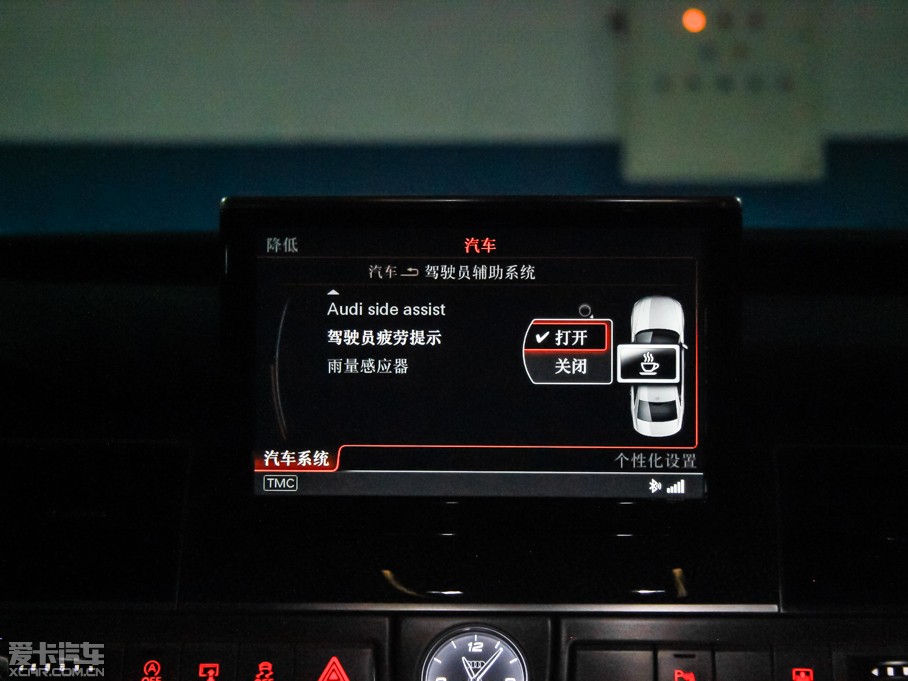 降低
汽车
汽车 驾驶员辅助系统
Audi side assist
驾驶员疲劳提示
雨量感应器
打开
关闭
汽车系统
个性化设置
TMC
爱卡汽车
XCAR.COM.CN
OFF
12